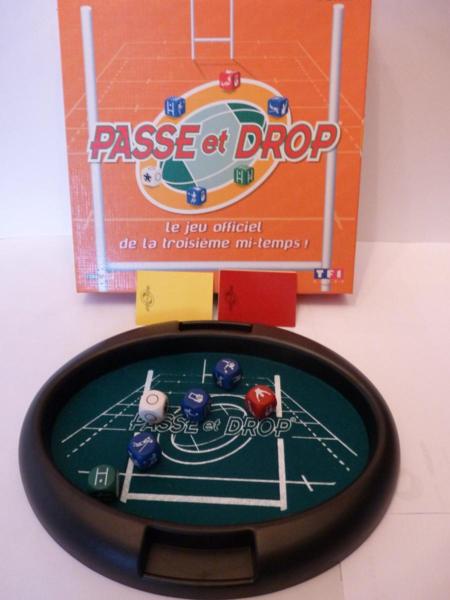 PASSE et DROP
le jeu officiel
de la troisième mi-temps !
TF1
PASSE et DROP